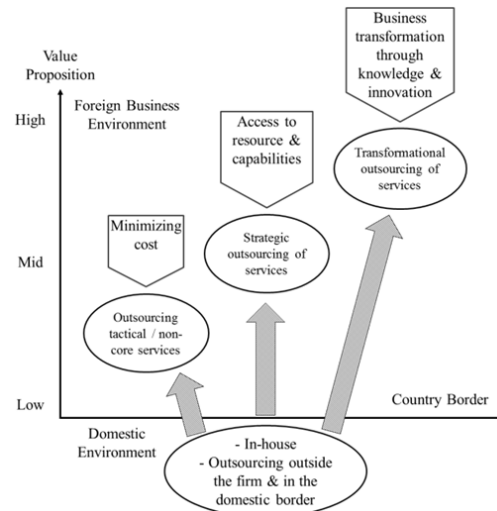 Business
transformation
through
knowledge &
innovation
Value
Proposition
High
Foreign Business
Environment
Access to
resource &
capabilities
Transformational
outsourcing of
services
Minimizing
cost
Mid
Strategic
outsourcing of
services
Outsourcing
tactical / non-
core services
Low
Country Border
Domestic
Environment
- In-house
- Outsourcing outside
the firm & in the
domestic border